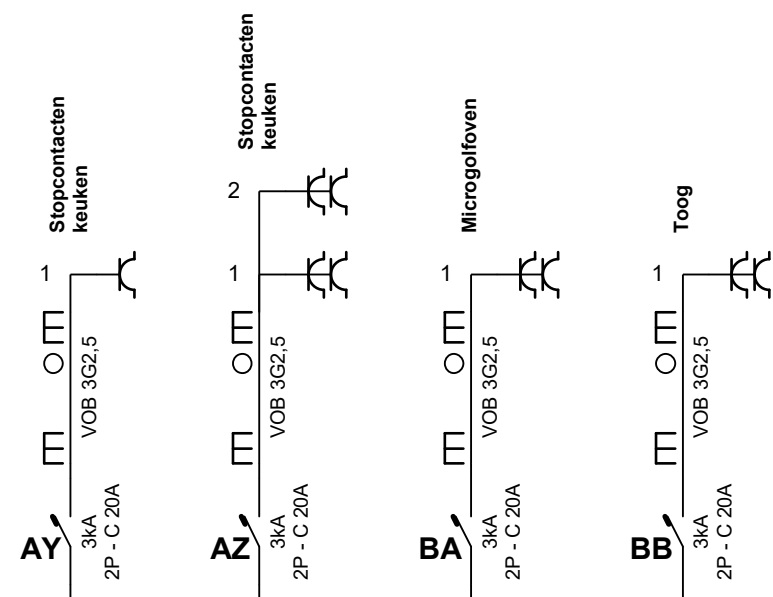 Stopcontacten
keuken
1
VOB 3G2,5
AY
3kA
2P - C 20A
Stopcontacten
keuken
2
1
VOB 3G2,5
AZ
3kA
2P - C 20A
Microgolfoven
1
VOB 3G2,5
BA
3kA
2P - C 20A
Toog
1
VOB 3G2,5
BB
3kA
2P - C 20A